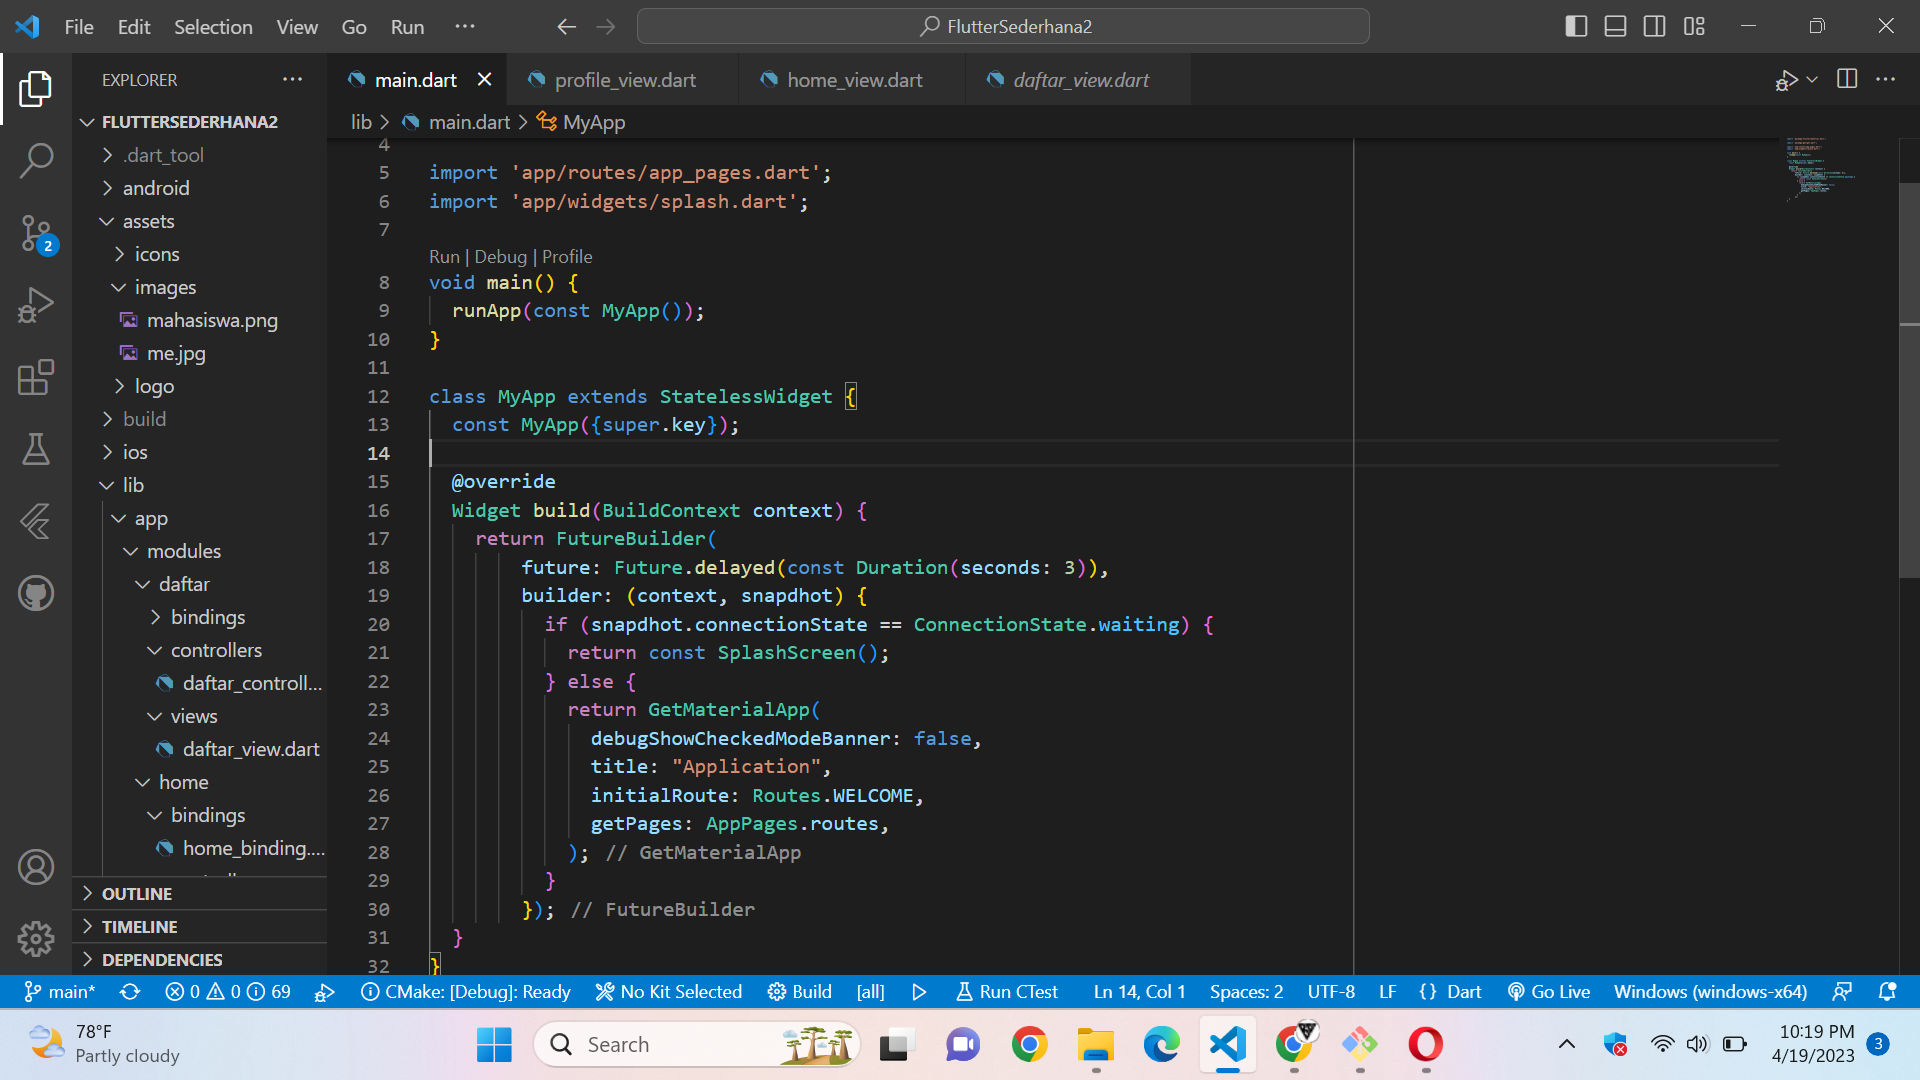 File Edit Selection View Go Run ···
FlutterSederhana2
EXPLORER ···
main.dart
profile_view.dart
home_view.dart
daftar_view.dart
lib > main.dart > MyApp
FLUTTERSEDERHANA2
.dart_tool
android
assets
icons
images
mahasiswa.png
me.jpg
logo
build
ios
lib
app
modules
daftar
bindings
controllers
daftar_controll...
views
daftar_view.dart
home
bindings
home_binding....
OUTLINE
TIMELINE
DEPENDENCIES
2
4
5 import 'app/routes/app_pages.dart';
6 import 'app/widgets/splash.dart';
7
Run | Debug | Profile
8 void main() {
9 runApp(const MyApp());
10 }
11
12 class MyApp extends StatelessWidget {
13 const MyApp({super.key});
14
15 @override
16 Widget build(BuildContext context) {
17 return FutureBuilder(
18 future: Future.delayed(const Duration(seconds: 3)),
19 builder: (context, snapdhot) {
20 if (snapdhot.connectionState == ConnectionState.waiting) {
21 return const SplashScreen();
22 } else {
23 return GetMaterialApp(
24 debugShowCheckedModeBanner: false,
25 title: "Application",
26 initialRoute: Routes.WELCOME,
27 getPages: AppPages.routes,
28 ); // GetMaterialApp
29 }
30 }); // FutureBuilder
31 }
32 }
main* 0 0 69 CMake: [Debug]: Ready No Kit Selected Build [all] Run CTest Ln 14, Col 1 Spaces: 2 UTF-8 LF {} Dart Go Live Windows (windows-x64)
78°F
Partly cloudy
Search
10:19 PM
4/19/2023
3